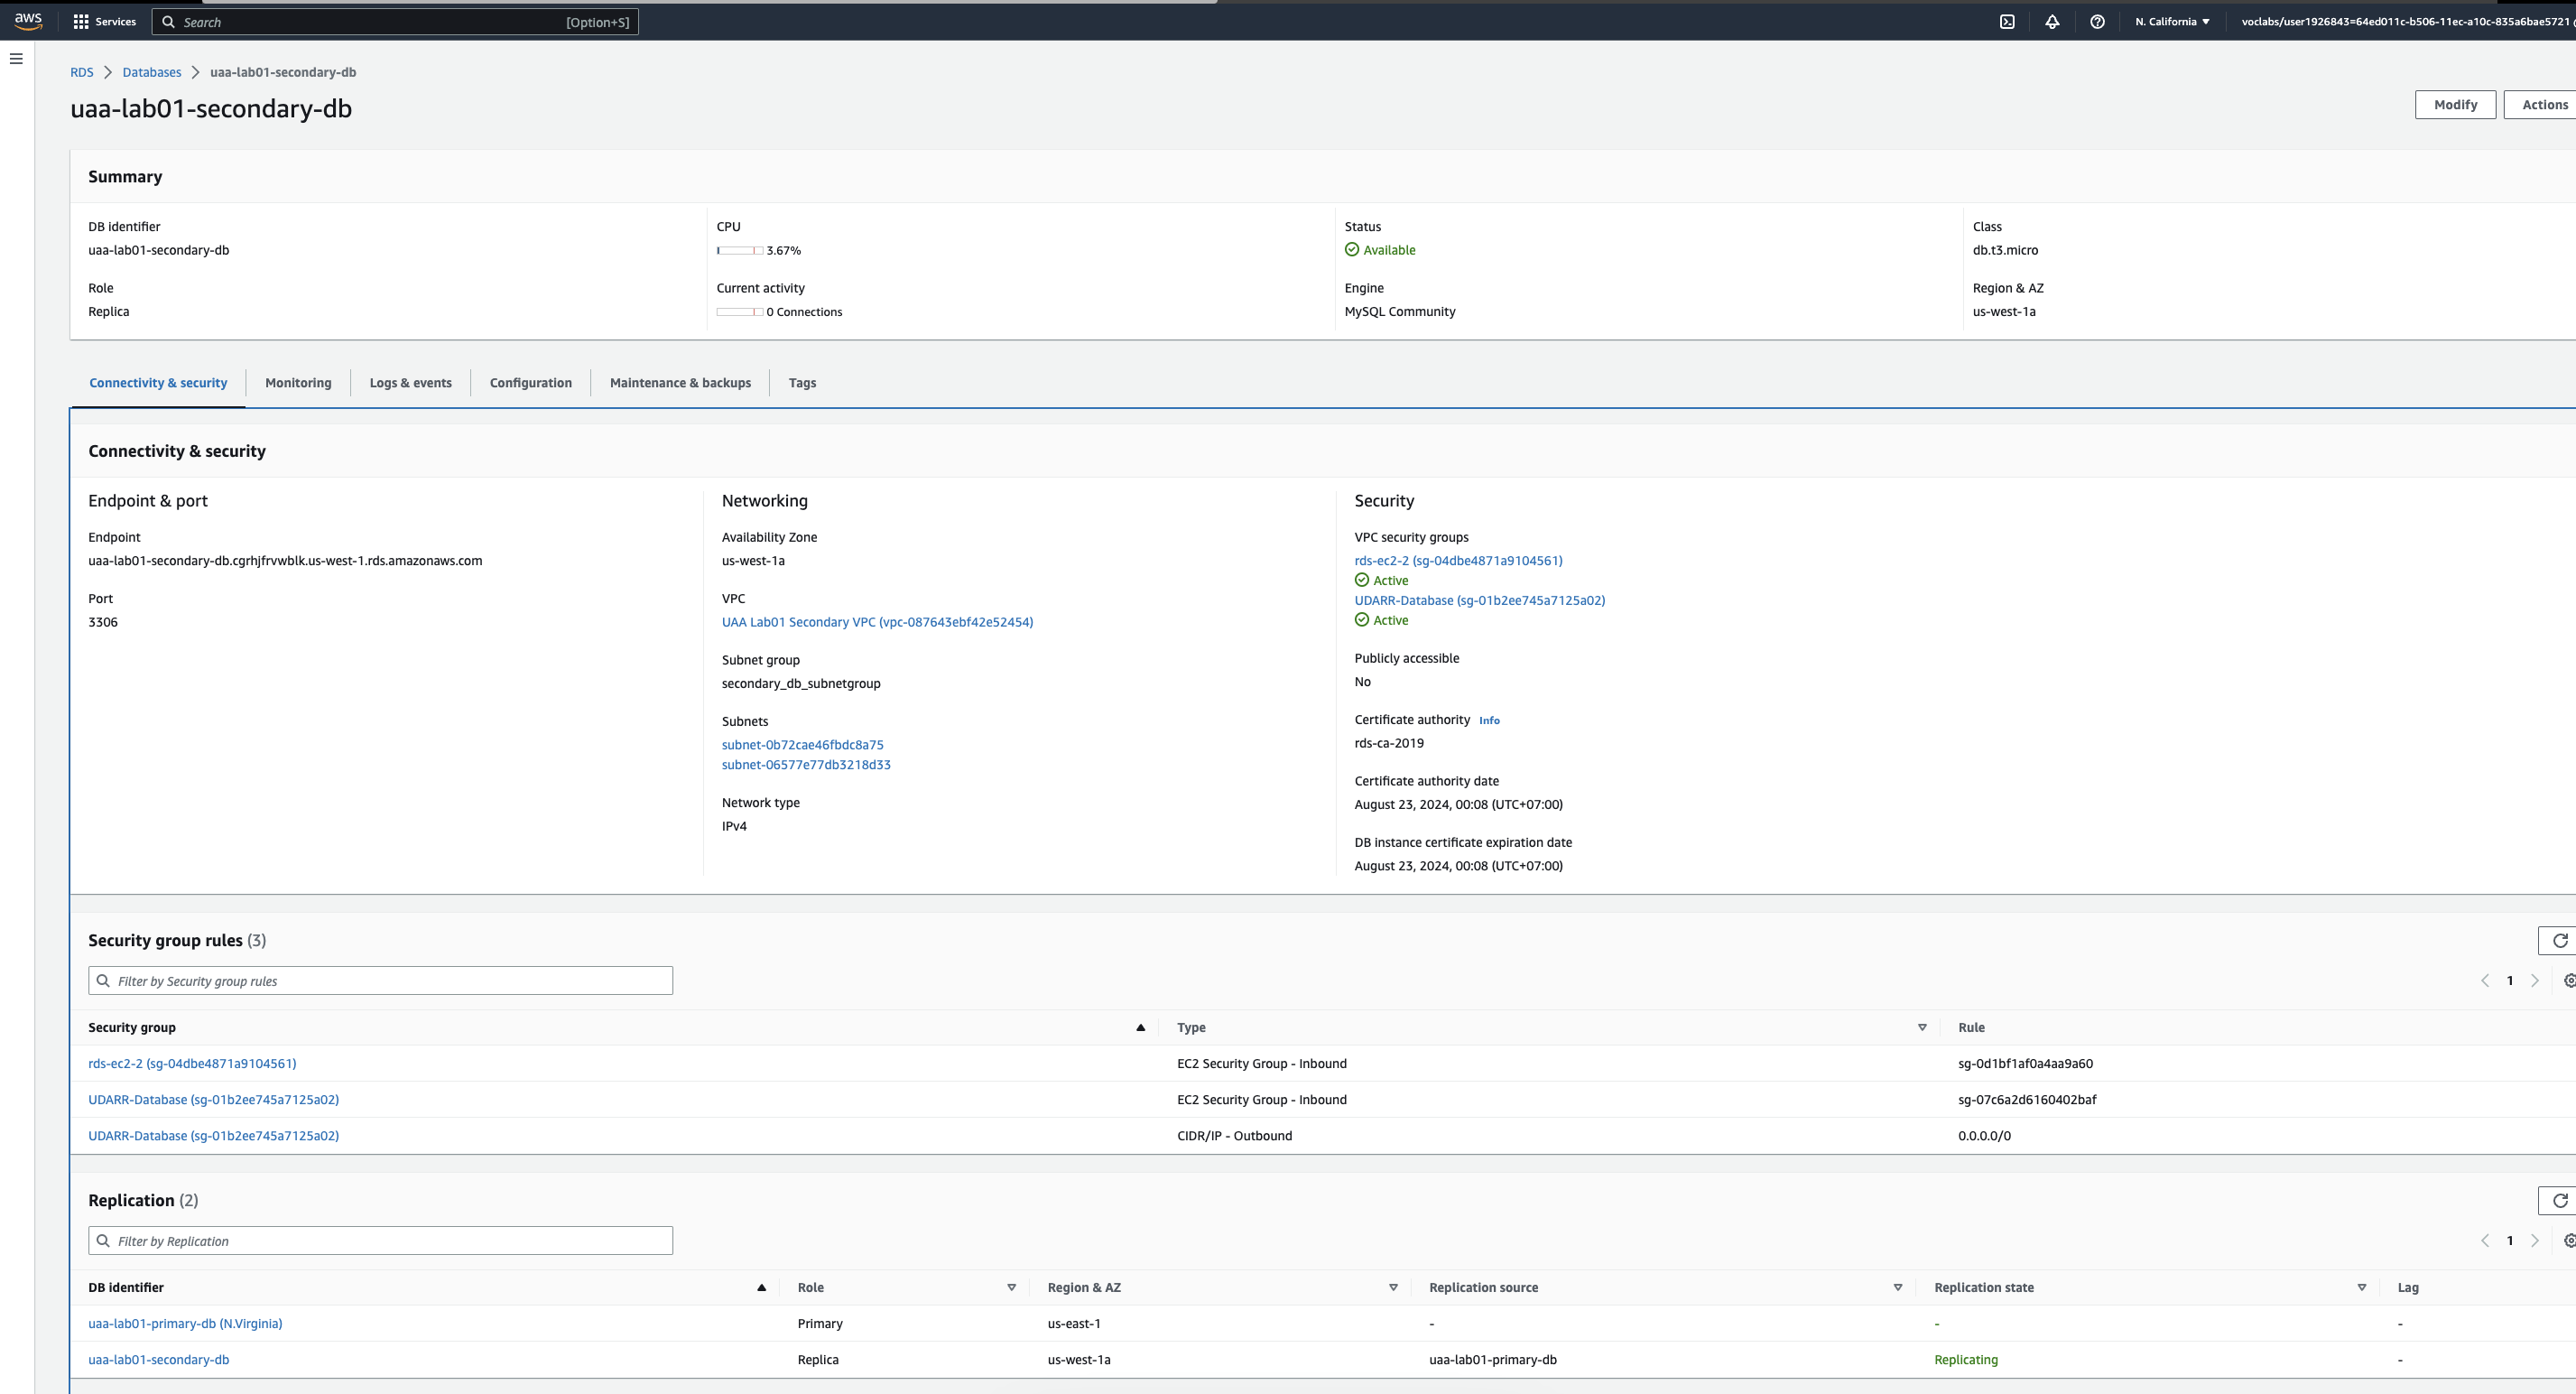 aws Services Search [Option+S] N. California voclabs/user1926843=64ed011c-b506-11ec-a10c-835a6bae5721
RDS Databases uaa-lab01-secondary-db
uaa-lab01-secondary-db
Modify Actions
Summary
DB identifier CPU Status Class
uaa-lab01-secondary-db 3.67% Available db.t3.micro
Role Current activity Engine Region & AZ
Replica 0 Connections MySQL Community us-west-1a
Connectivity & security Monitoring Logs & events Configuration Maintenance & backups Tags
Connectivity & security
Endpoint & port
Endpoint
uaa-lab01-secondary-db.cgrhjfrvwblk.us-west-1.rds.amazonaws.com
Port
3306
Networking
Availability Zone
us-west-1a
VPC
UAA Lab01 Secondary VPC (vpc-087643ebf42e52454)
Subnet group
secondary_db_subnetgroup
Subnets
subnet-0b72cae46fbdc8a75
subnet-06577e77db3218d33
Network type
IPv4
Security
VPC security groups
rds-ec2-2 (sg-04dbe4871a9104561)
Active
UDARR-Database (sg-01b2ee745a7125a02)
Active
Publicly accessible
No
Certificate authority Info
rds-ca-2019
Certificate authority date
August 23, 2024, 00:08 (UTC+07:00)
DB instance certificate expiration date
August 23, 2024, 00:08 (UTC+07:00)
Security group rules (3)
Filter by Security group rules
1
Security group Type Rule
rds-ec2-2 (sg-04dbe4871a9104561) EC2 Security Group - Inbound sg-0d1bf1af0a4aa9a60
UDARR-Database (sg-01b2ee745a7125a02) EC2 Security Group - Inbound sg-07c6a2d6160402baf
UDARR-Database (sg-01b2ee745a7125a02) CIDR/IP - Outbound 0.0.0.0/0
Replication (2)
Filter by Replication
1
DB identifier Role Region & AZ Replication source Replication state Lag
uaa-lab01-primary-db (N.Virginia) Primary us-east-1 - - -
uaa-lab01-secondary-db Replica us-west-1a uaa-lab01-primary-db Replicating -